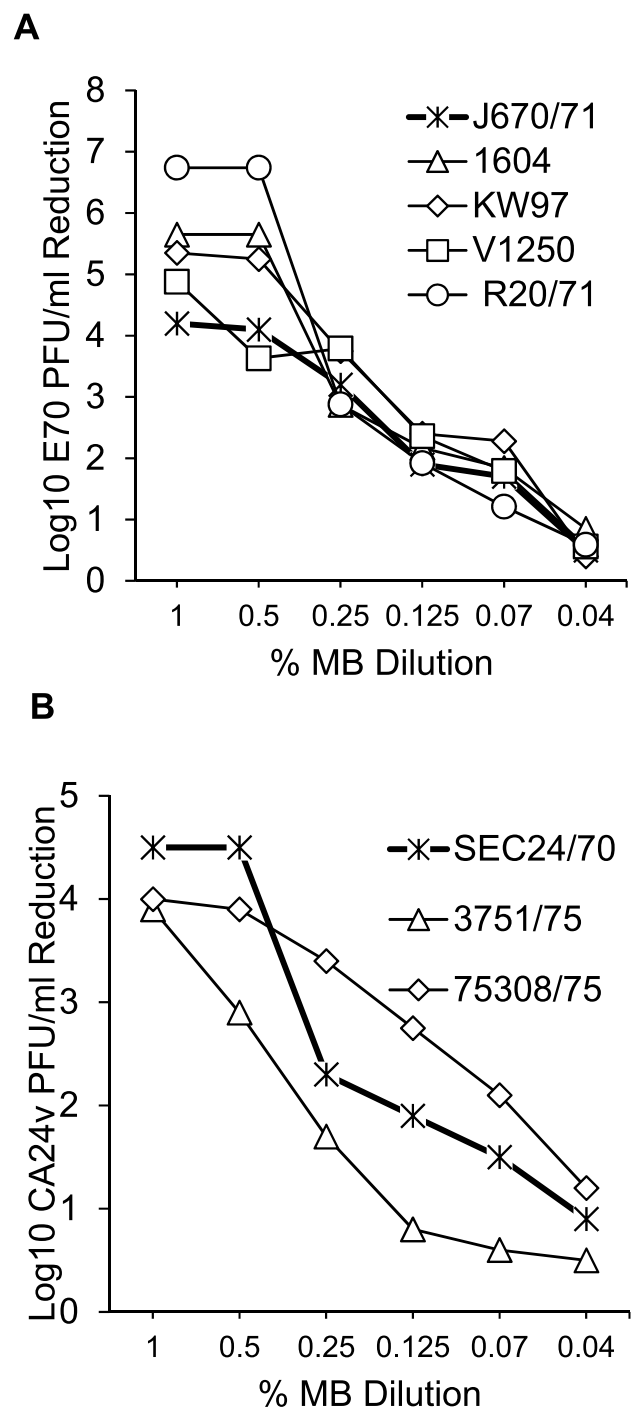 A
Log10 E70 PFU/ml Reduction
8
7
6
5
4
3
2
1
0
J670/71
1604
KW97
V1250
R20/71
1 0.5 0.25 0.125 0.07 0.04
% MB Dilution
B
Log10 CA24v PFU/ml Reduction
5
4
3
2
1
0
SEC24/70
3751/75
75308/75
1 0.5 0.25 0.125 0.07 0.04
% MB Dilution